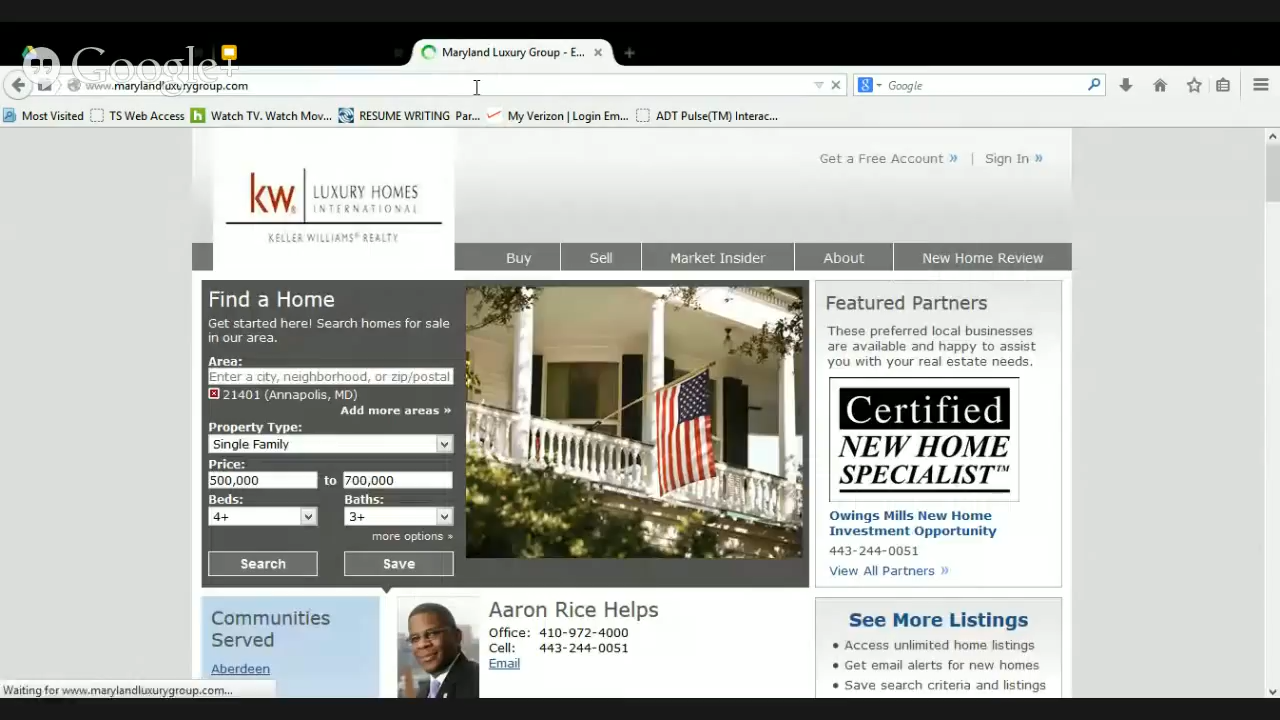 Google+
Maryland Luxury Group - E...
www.marylandluxurygroup.com
Google
Most Visited
TS Web Access
Watch TV. Watch Mov...
RESUME WRITING Par...
My Verizon | Login Em...
ADT Pulse(TM) Interac...
Get a Free Account »
|
Sign In »
kw
LUXURY HOMES
INTERNATIONAL
KELLER WILLIAMS® REALTY
Buy
Sell
Market Insider
About
New Home Review
Find a Home
Get started here! Search homes for sale
in our area.
Area:
Enter a city, neighborhood, or zip/postal
21401 (Annapolis, MD)
Add more areas »
Property Type:
Single Family
Price:
500,000 to 700,000
Beds: Baths:
4+ 3+
more options »
Search Save
Featured Partners
These preferred local businesses
are available and happy to assist
you with your real estate needs.
Certified
NEW HOME
SPECIALIST™
Owings Mills New Home
Investment Opportunity
443-244-0051
View All Partners »
Communities
Served
Aberdeen
Aaron Rice Helps
Office: 410-972-4000
Cell: 443-244-0051
Email
See More Listings
• Access unlimited home listings
• Get email alerts for new homes
• Save search criteria and listings
Waiting for www.marylandluxurygroup.com...